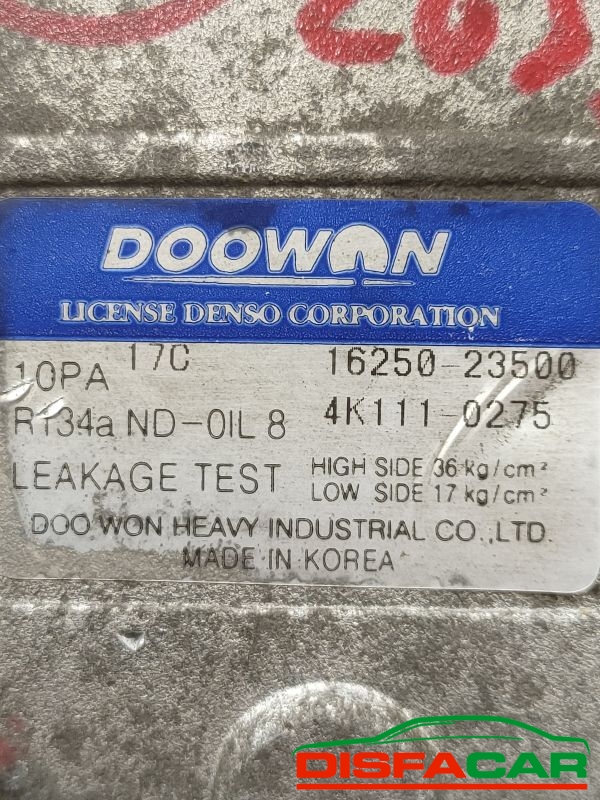 DOOWON
LICENSE DENSO CORPORATION
10PA 17C 16250-23500
R134a ND-OIL 8 4K111-0275
LEAKAGE TEST HIGH SIDE 36 kg/cm²
LOW SIDE 17 kg/cm²
DOO WON HEAVY INDUSTRIAL CO.,LTD.
MADE IN KOREA
DISFACAR